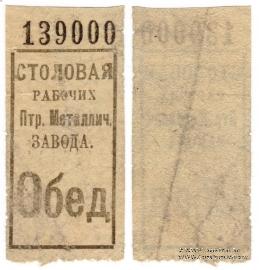 139000
СТОЛОВАЯ
РАБОЧИХ
Птр. Металлич.
ЗАВОДА.
Обед